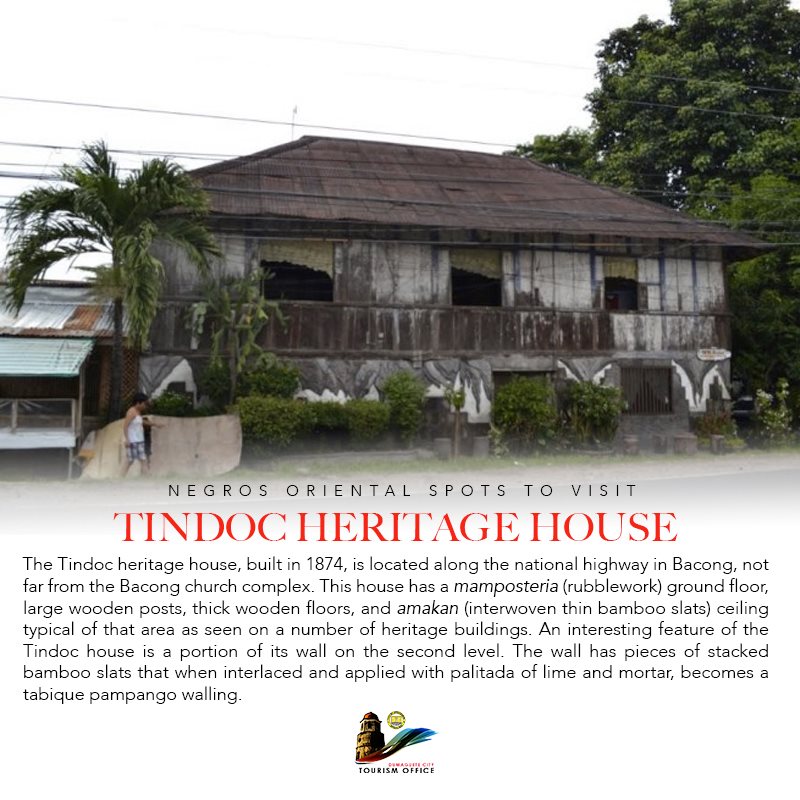 NEGROS ORIENTAL SPOTS TO VISIT
TINDOC HERITAGE HOUSE
The Tindoc heritage house, built in 1874, is located along the national highway in Bacong, not
far from the Bacong church complex. This house has a mamposteria (rubblework) ground floor,
large wooden posts, thick wooden floors, and amakan (interwoven thin bamboo slats) ceiling
typical of that area as seen on a number of heritage buildings. An interesting feature of the
Tindoc house is a portion of its wall on the second level. The wall has pieces of stacked
bamboo slats that when interlaced and applied with palitada of lime and mortar, becomes a
tabique pampango walling.
DUMAGUETE CITY
TOURISM OFFICE